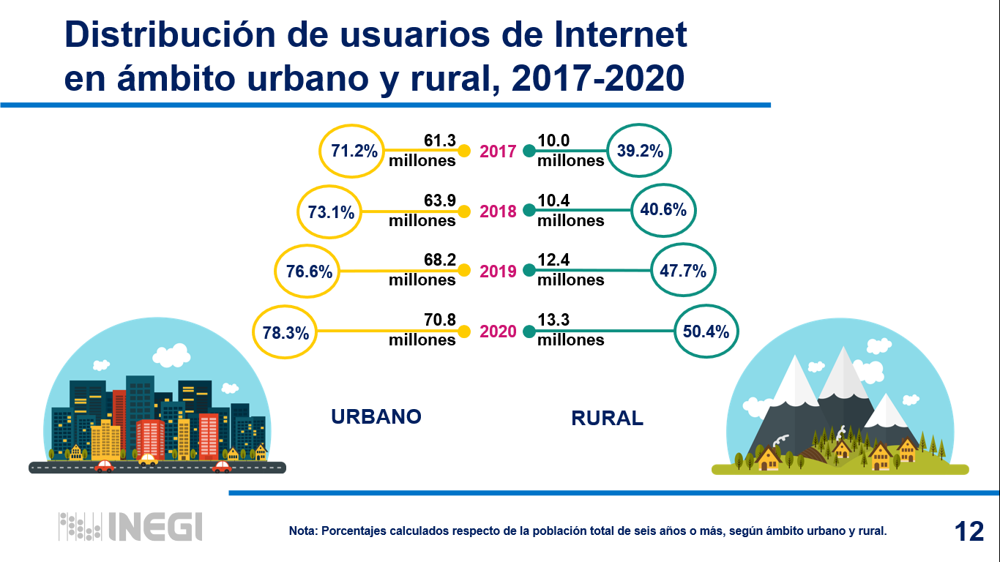 Distribución de usuarios de Internet
en ámbito urbano y rural, 2017-2020
71.2%
61.3
millones
2017
10.0
millones
39.2%
73.1%
63.9
millones
2018
10.4
millones
40.6%
76.6%
68.2
millones
2019
12.4
millones
47.7%
78.3%
70.8
millones
2020
13.3
millones
50.4%
URBANO
RURAL
INEGI
Nota: Porcentajes calculados respecto de la población total de seis años o más, según ámbito urbano y rural.
12